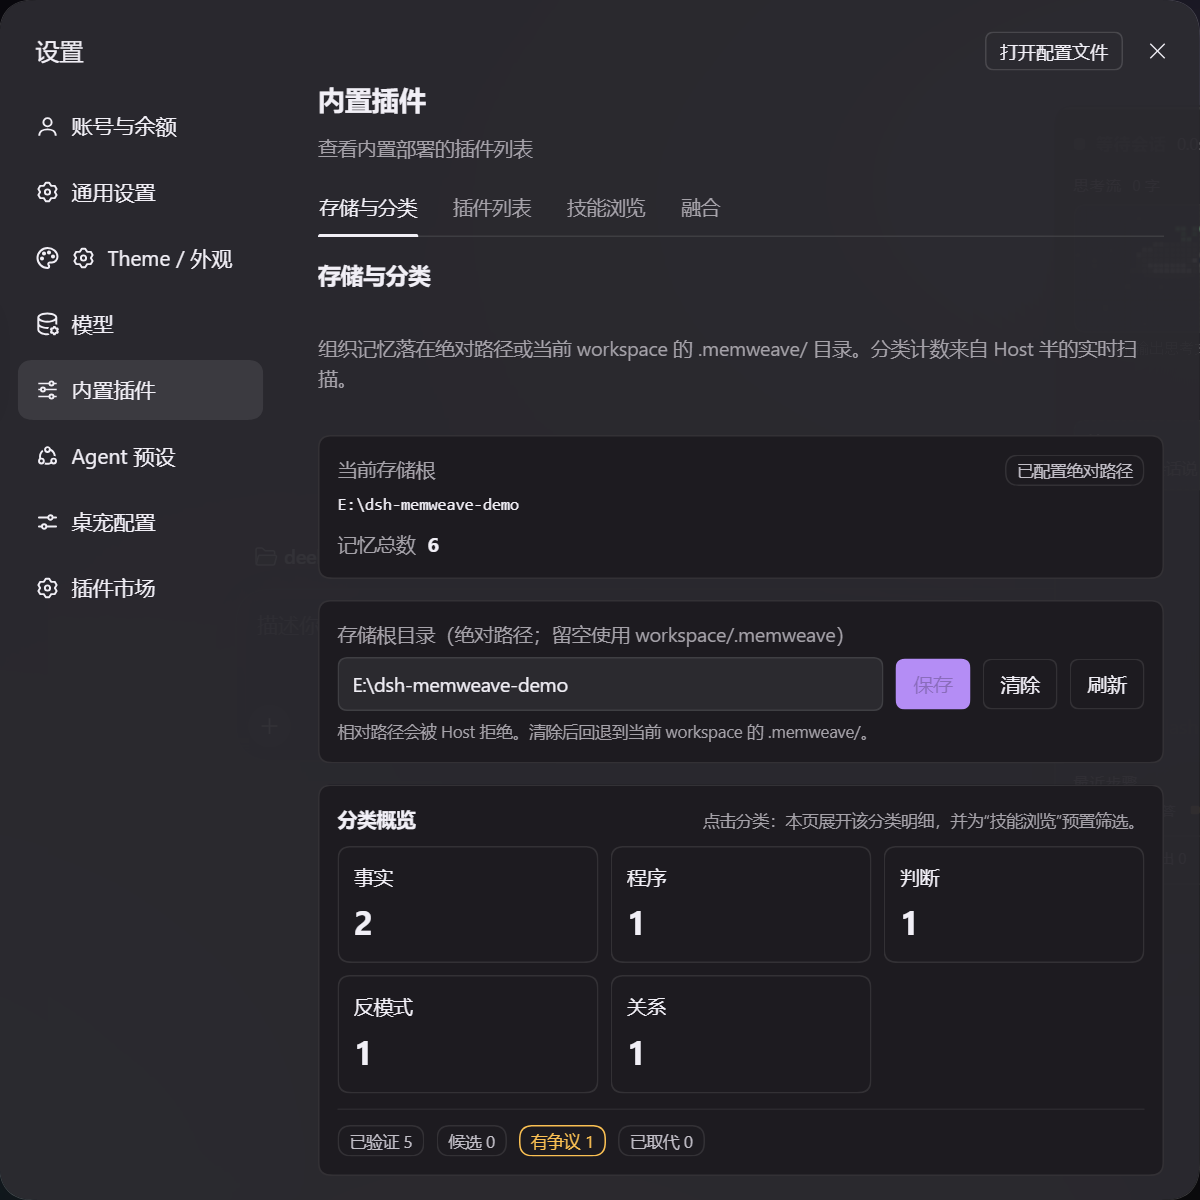 设置
打开配置文件
账号与余额
通用设置
Theme / 外观
模型
内置插件
Agent 预设
桌宠配置
插件市场
内置插件
查看内置部署的插件列表
存储与分类 插件列表 技能浏览 融合
存储与分类
组织记忆落在绝对路径或当前 workspace 的 .memweave/ 目录。分类计数来自 Host 半的实时扫
描。
当前存储根
已配置绝对路径
E:\dsh-memweave-demo
记忆总数 6
存储根目录（绝对路径；留空使用 workspace/.memweave）
E:\dsh-memweave-demo
保存 清除 刷新
相对路径会被 Host 拒绝。清除后回退到当前 workspace 的 .memweave/。
分类概览
点击分类：本页展开该分类明细，并为“技能浏览”预置筛选。
事实
2
程序
1
判断
1
反模式
1
关系
1
已验证 5 候选 0 有争议 1 已取代 0
dee